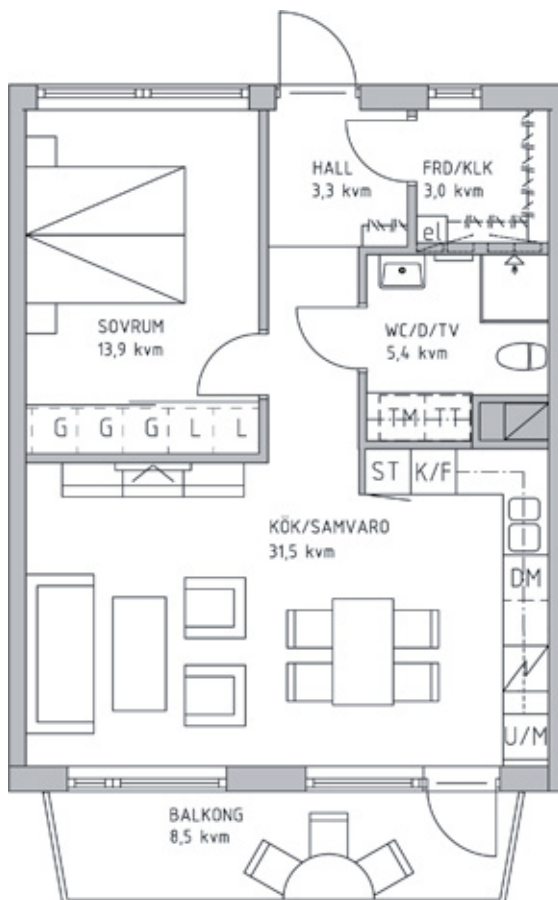 HALL
3,3 kvm
FRD/KLK
3,0 kvm
el
SOVRUM
13,9 kvm
WC/D/TV
5,4 kvm
G G G L L
TM TT
ST K/F
KÖK/SAMVARO
31,5 kvm
DM
U/M
BALKONG
8,5 kvm